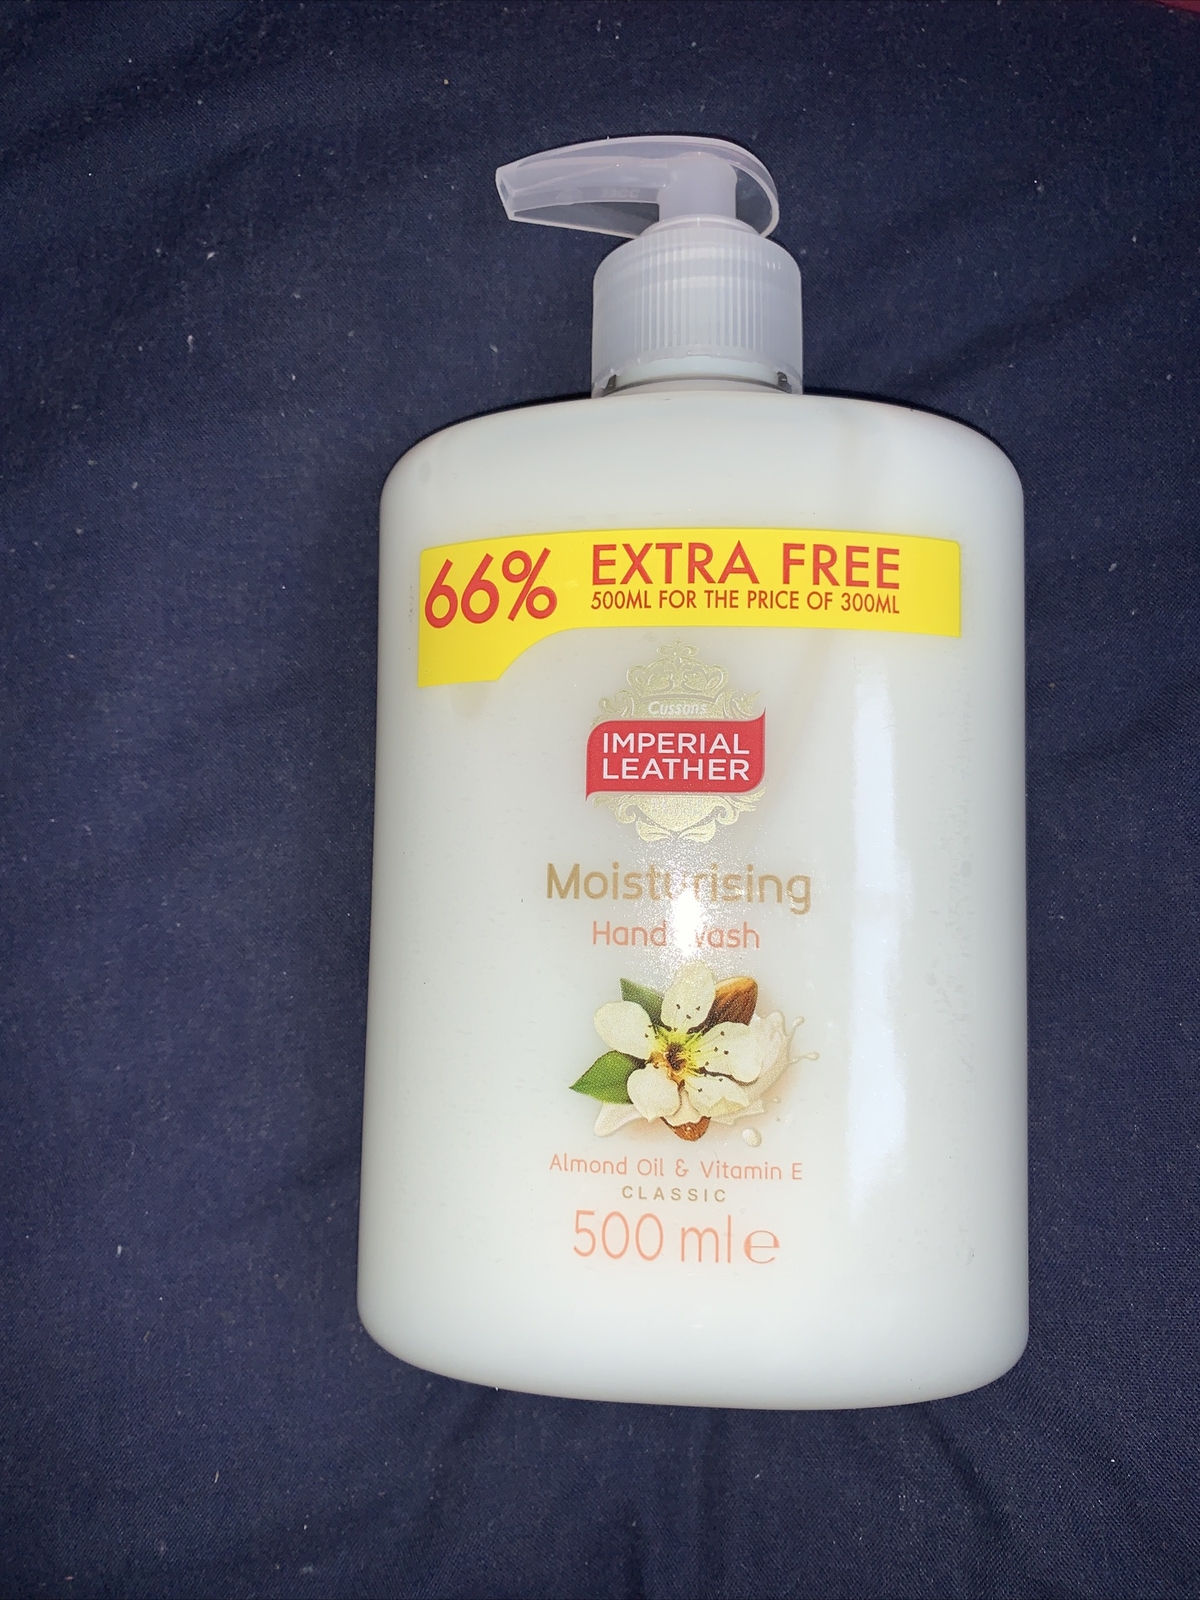 66%
EXTRA FREE
500ML FOR THE PRICE OF 300ML
Cussons
IMPERIAL
LEATHER
Moisturising
Hand Wash
Almond Oil & Vitamin E
CLASSIC
500 ml e